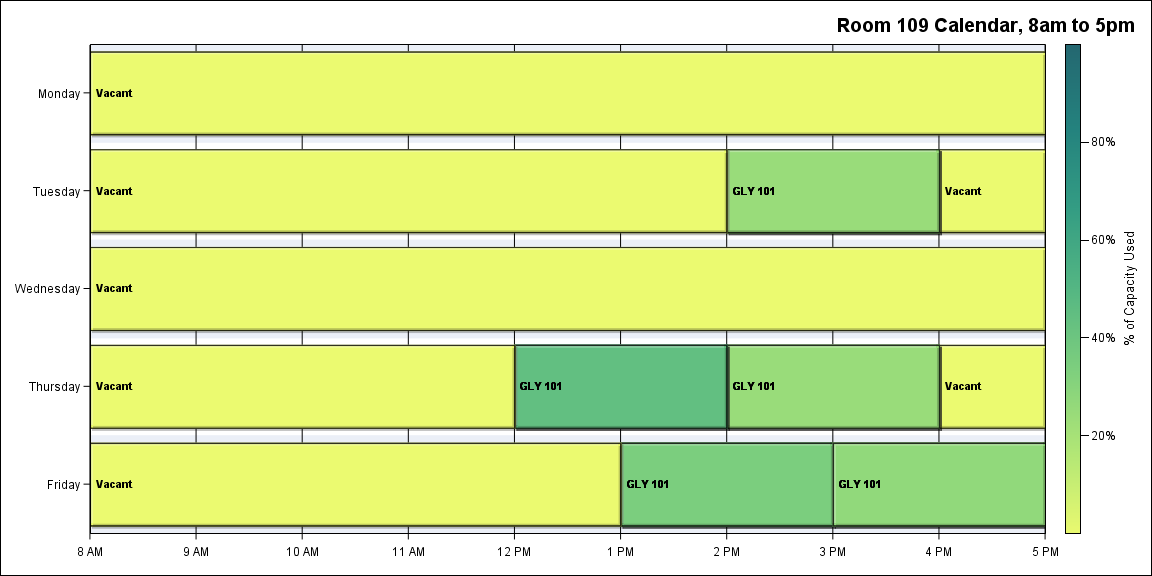 Room 109 Calendar, 8am to 5pm
Monday
Vacant
Tuesday
Vacant
GLY 101
Vacant
Wednesday
Vacant
Thursday
Vacant
GLY 101
GLY 101
Vacant
Friday
Vacant
GLY 101
GLY 101
8 AM
9 AM
10 AM
11 AM
12 PM
1 PM
2 PM
3 PM
4 PM
5 PM
80%
60%
40%
20%
% of Capacity Used